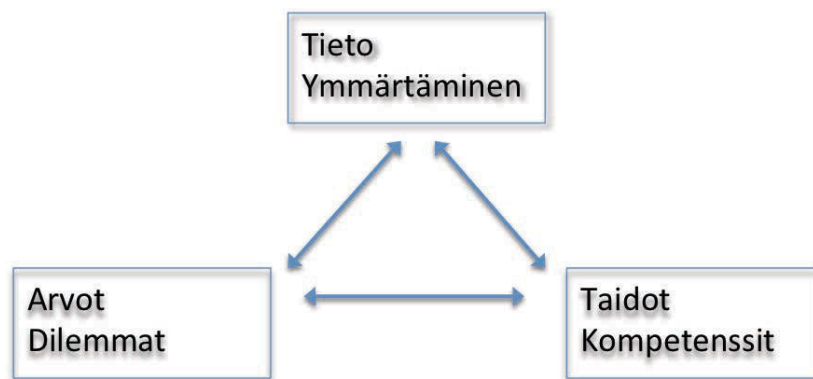 Tieto
Ymmärtäminen
Arvot
Dilemmat
Taidot
Kompetenssit